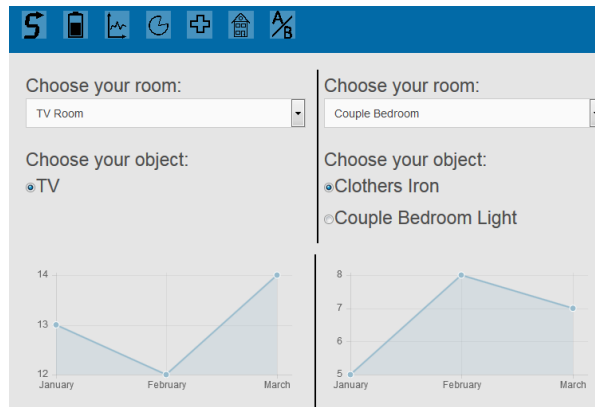 A/B
Choose your room:
TV Room
Choose your object:
TV
14
13
12
January February March
Choose your room:
Couple Bedroom
Choose your object:
Clothers Iron
Couple Bedroom Light
8
7
6
5
January February March